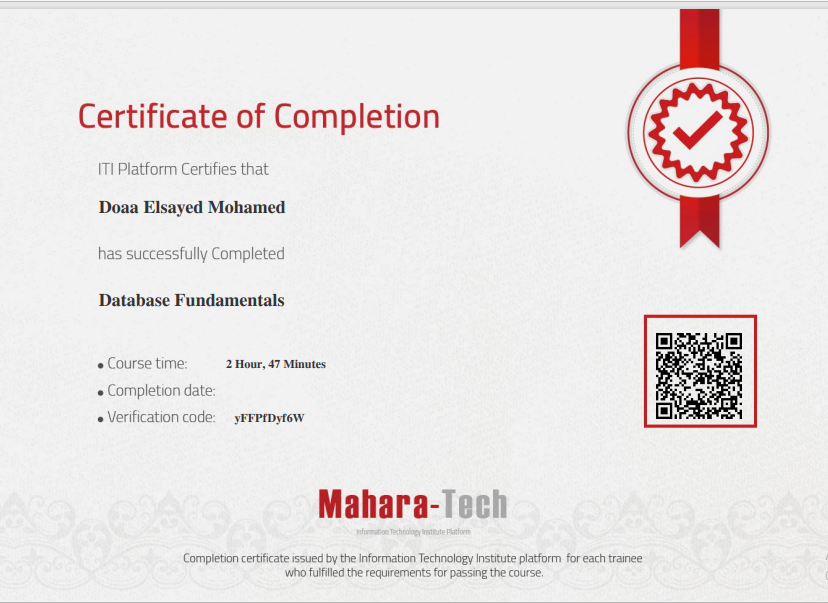 Certificate of Completion
ITI Platform Certifies that
Doaa Elsayed Mohamed
has successfully Completed
Database Fundamentals
Course time: 2 Hour, 47 Minutes
Completion date:
Verification code: yFFPfDyf6W
Mahara-Tech
Information Technology Institute Platform
Completion certificate issued by the Information Technology Institute platform for each trainee
who fulfilled the requirements for passing the course.